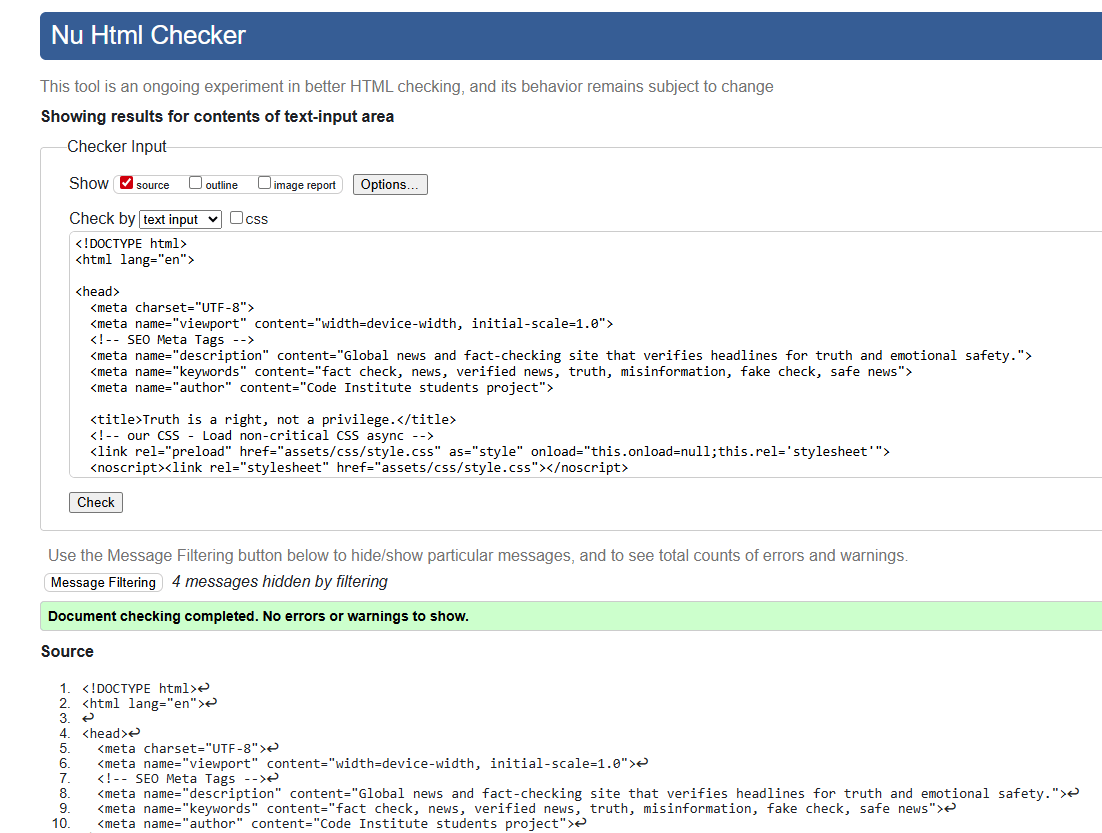 Nu Html Checker
This tool is an ongoing experiment in better HTML checking, and its behavior remains subject to change
Showing results for contents of text-input area
Checker Input
Show source outline image report Options...
Check by text input css
<!DOCTYPE html>
<html lang="en">
<head>
<meta charset="UTF-8">
<meta name="viewport" content="width=device-width, initial-scale=1.0">
<!-- SEO Meta Tags -->
<meta name="description" content="Global news and fact-checking site that verifies headlines for truth and emotional safety.">
<meta name="keywords" content="fact check, news, verified news, truth, misinformation, fake check, safe news">
<meta name="author" content="Code Institute students project">
<title>Truth is a right, not a privilege.</title>
<!-- our CSS - Load non-critical CSS async -->
<link rel="preload" href="assets/css/style.css" as="style" onload="this.onload=null;this.rel='stylesheet'">
<noscript><link rel="stylesheet" href="assets/css/style.css"></noscript>
Check
Use the Message Filtering button below to hide/show particular messages, and to see total counts of errors and warnings.
Message Filtering 4 messages hidden by filtering
Document checking completed. No errors or warnings to show.
Source
1. <!DOCTYPE html>↩
2. <html lang="en">↩
3. ↩
4. <head>↩
5. <meta charset="UTF-8">↩
6. <meta name="viewport" content="width=device-width, initial-scale=1.0">↩
7. <!-- SEO Meta Tags -->↩
8. <meta name="description" content="Global news and fact-checking site that verifies headlines for truth and emotional safety.">↩
9. <meta name="keywords" content="fact check, news, verified news, truth, misinformation, fake check, safe news">↩
10. <meta name="author" content="Code Institute students project">↩